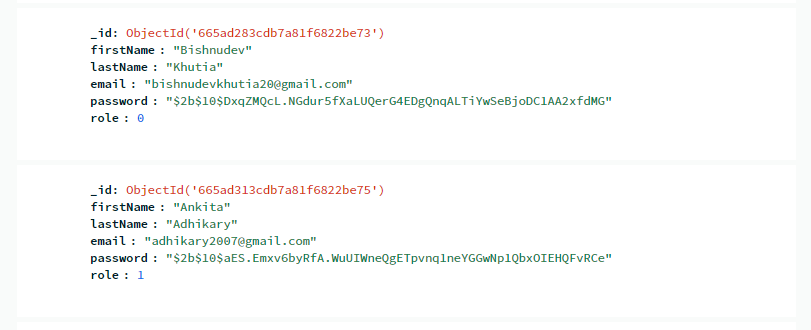 _id: ObjectId('665ad283cdb7a81f6822be73')
firstName : "Bishnudev"
lastName : "Khutia"
email : "bishnudevkhutia20@gmail.com"
password : "$2b$10$DxqZMQcL.NGdur5fXaLUQerG4EDgQnqALTiYwSeBjoDC1AA2xfdMG"
role : 0
_id: ObjectId('665ad313cdb7a81f6822be75')
firstName : "Ankita"
lastName : "Adhikary"
email : "adhikary2007@gmail.com"
password : "$2b$10$aES.Emxv6byRfA.WuUIWneQgETpvnq1neYGGwNp1QbxOIEHQFvRCe"
role : 1